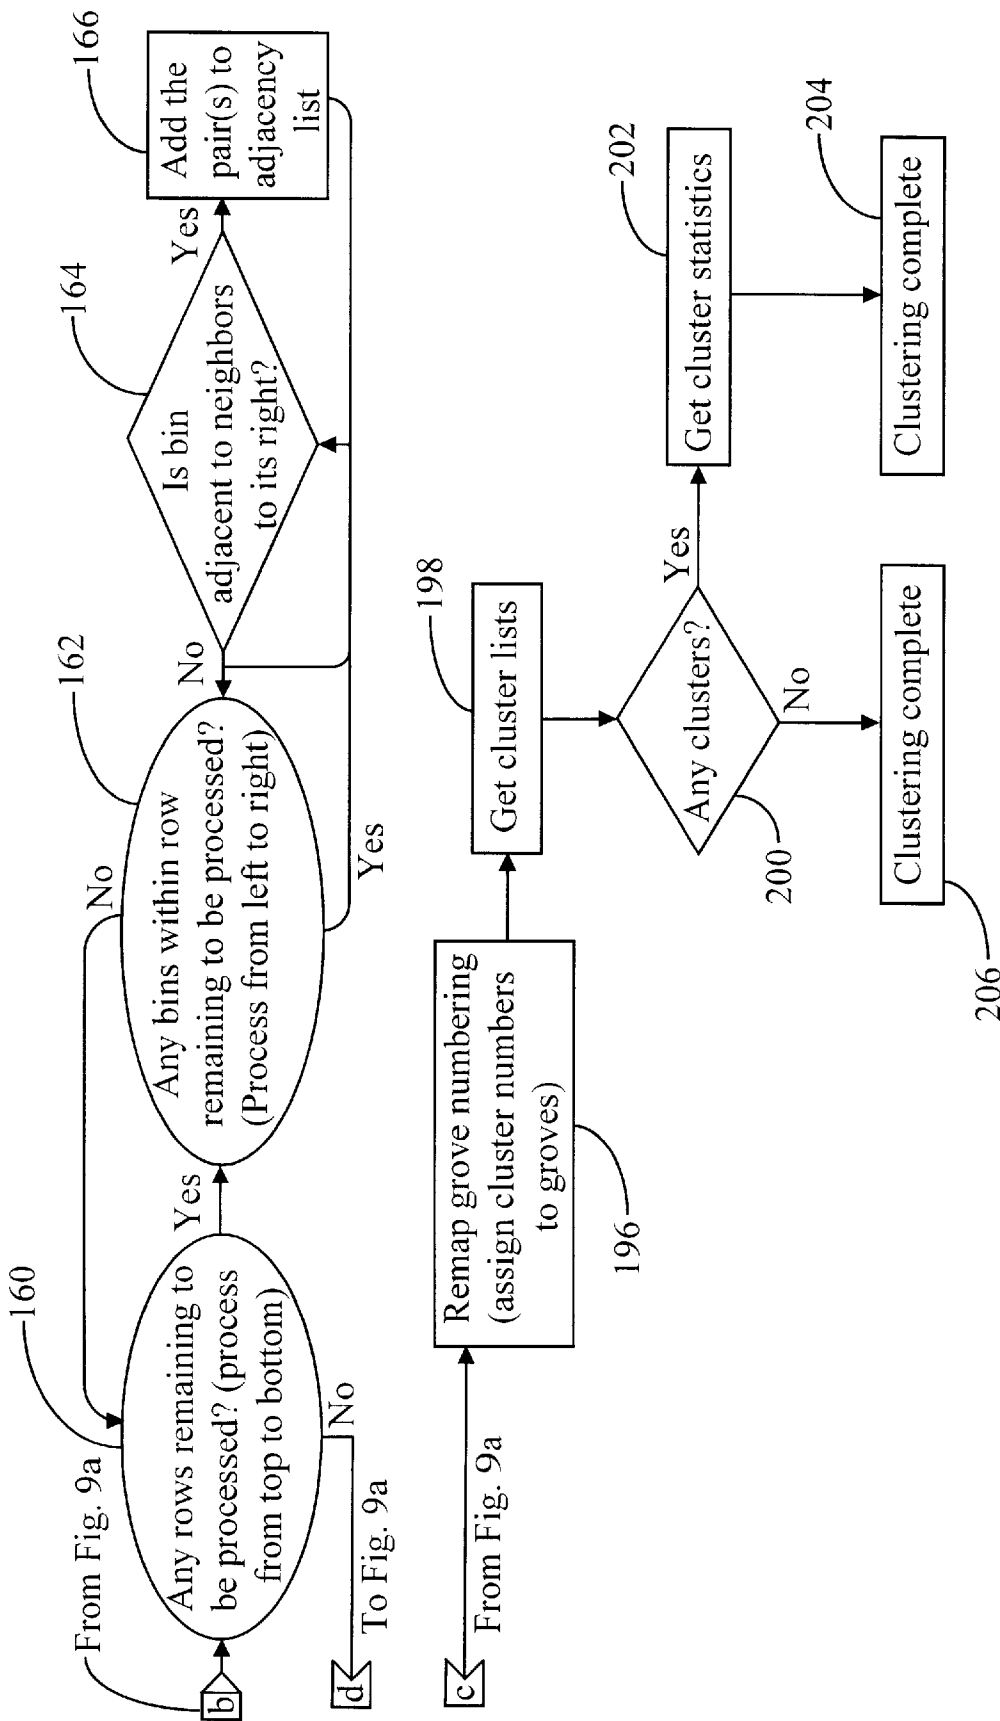 From Fig. 9a
160
b
Any rows remaining to
be processed? (process
from top to bottom)
Yes
No
d
To Fig. 9a
162
Any bins within row
remaining to be processed?
(Process from left to right)
No
Yes
164
Is bin
adjacent to neighbors
to its right?
No
Yes
166
Add the
pair(s) to
adjacency
list
c
From Fig. 9a
Remap grove numbering
(assign cluster numbers
to groves)
196
198
Get cluster lists
Any clusters?
200
Yes
No
202
Get cluster statistics
204
Clustering complete
Clustering complete
206